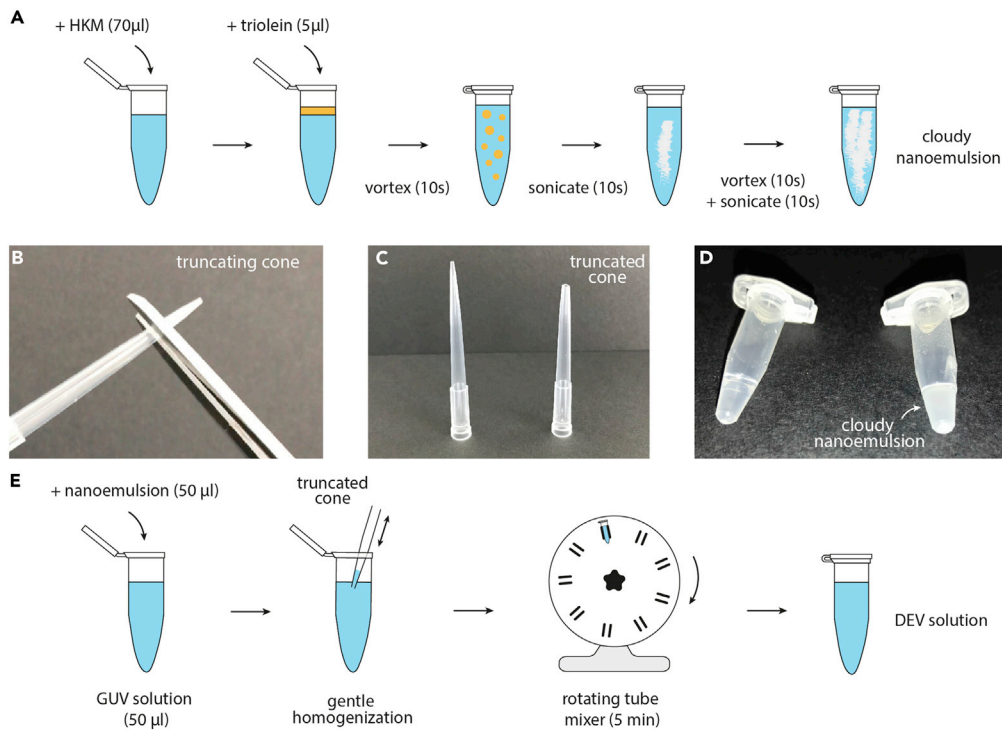 A
+ HKM (70μl)
+ triolein (5μl)
vortex (10s)
sonicate (10s)
vortex (10s)
+ sonicate (10s)
cloudy
nanoemulsion
B
truncating cone
C
truncated
cone
D
cloudy
nanoemulsion
E
+ nanoemulsion (50 μl)
truncated
cone
GUV solution
(50 μl)
gentle
homogenization
rotating tube
mixer (5 min)
DEV solution